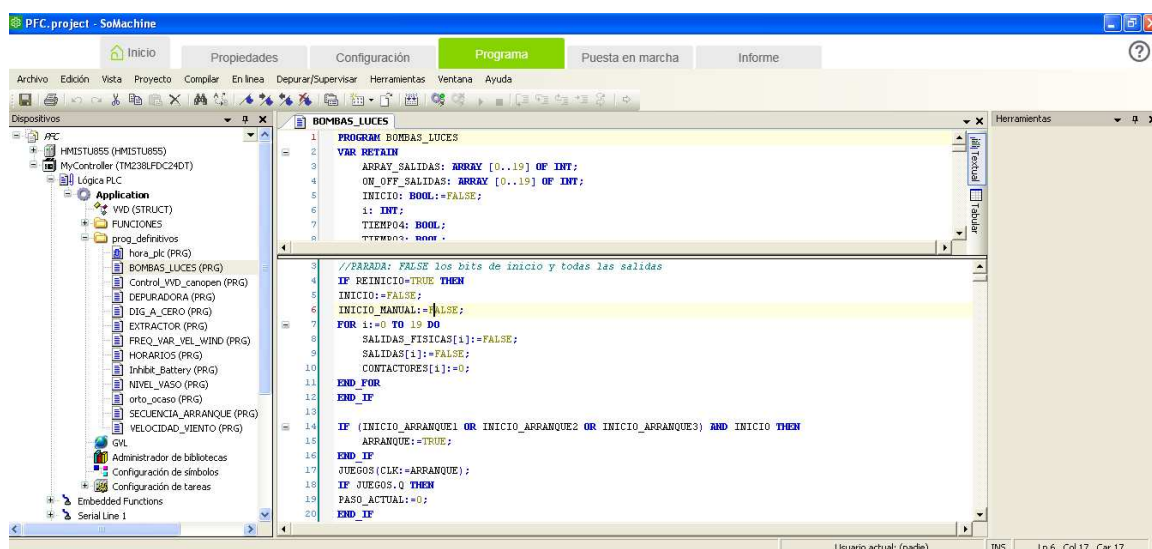 PFC.project - SoMachine
Inicio
Propiedades
Configuración
Programa
Puesta en marcha
Informe
Archivo Edición Vista Proyecto Compilar En línea Depurar/Supervisar Herramientas Ventana Ayuda
Dispositivos
PFC
HMISTU855 (HMISTU855)
MyController (TM238LFDC24DT)
Lógica PLC
Application
VVD (STRUCT)
FUNCIONES
prog_definitivos
hora_plc (PRG)
BOMBAS_LUCES (PRG)
Control_VVD_canopen (PRG)
DEPURADORA (PRG)
DIG_A_CERO (PRG)
EXTRACTOR (PRG)
FREQ_VAR_VEL_WIND (PRG)
HORARIOS (PRG)
Inhibit_Battery (PRG)
NIVEL_VASO (PRG)
orto_ocaso (PRG)
SECUENCIA_ARRANQUE (PRG)
VELOCIDAD_VIENTO (PRG)
GVL
Administrador de bibliotecas
Configuración de símbolos
Configuración de tareas
Embedded Functions
Serial Line 1
BOMBAS_LUCES
1 PROGRAM BOMBAS_LUCES
2 VAR RETAIN
3 ARRAY_SALIDAS: ARRAY [0..19] OF INT;
4 ON_OFF_SALIDAS: ARRAY [0..19] OF INT;
5 INICIO: BOOL:=FALSE;
6 i: INT;
7 TIEMPO4: BOOL;
8 TIEMPO3: BOOL;
Textual
Tabular
3 //PARADA: FALSE los bits de inicio y todas las salidas
4 IF REINICIO=TRUE THEN
5 INICIO:=FALSE;
6 INICIO_MANUAL:=FALSE;
7 FOR i:=0 TO 19 DO
8 SALIDAS_FISICAS[i]:=FALSE;
9 SALIDAS[i]:=FALSE;
10 CONTACTORES[i]:=0;
11 END_FOR
12 END_IF
13
14 IF (INICIO_ARRANQUE1 OR INICIO_ARRANQUE2 OR INICIO_ARRANQUE3) AND INICIO THEN
15 ARRANQUE:=TRUE;
16 END_IF
17 JUEGOS(CLK:=ARRANQUE);
18 IF JUEGOS.Q THEN
19 PASO_ACTUAL:=0;
20 END_IF
Herramientas
Usuario actual: (nadie) INS Ln 6 Col 17 Car 17